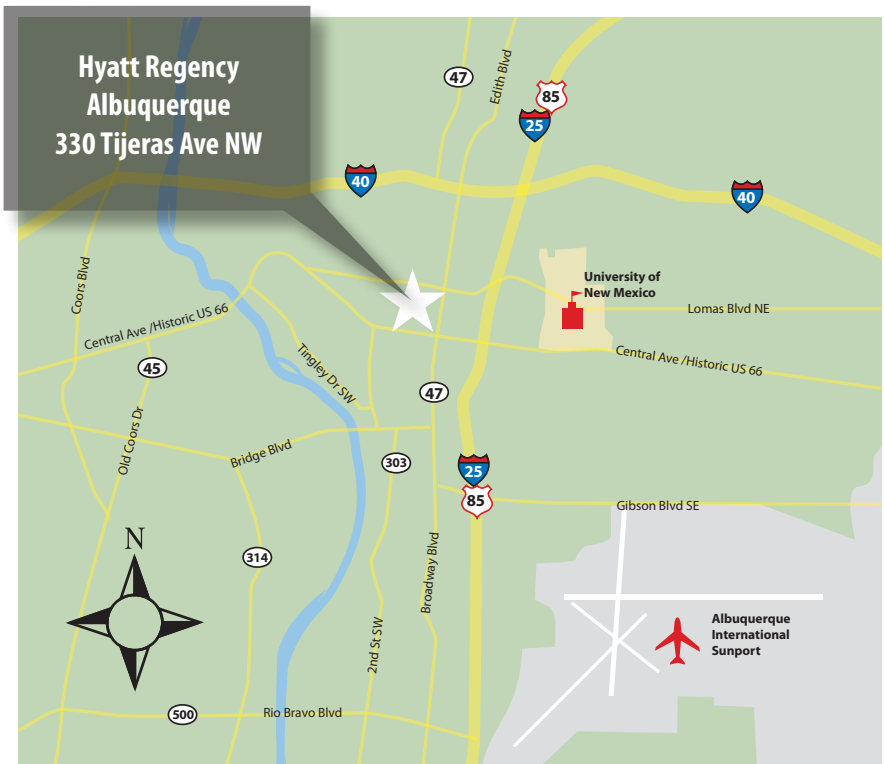 Hyatt Regency
Albuquerque
330 Tijeras Ave NW
47
Edith Blvd
85
25
40
40
Coors Blvd
University of
New Mexico
Lomas Blvd NE
Central Ave /Historic US 66
45
Tingley Dr SW
Central Ave /Historic US 66
47
Old Coors Dr
Bridge Blvd
303
25
85
Gibson Blvd SE
N
314
Broadway Blvd
2nd St SW
Albuquerque
International
Sunport
500
Rio Bravo Blvd